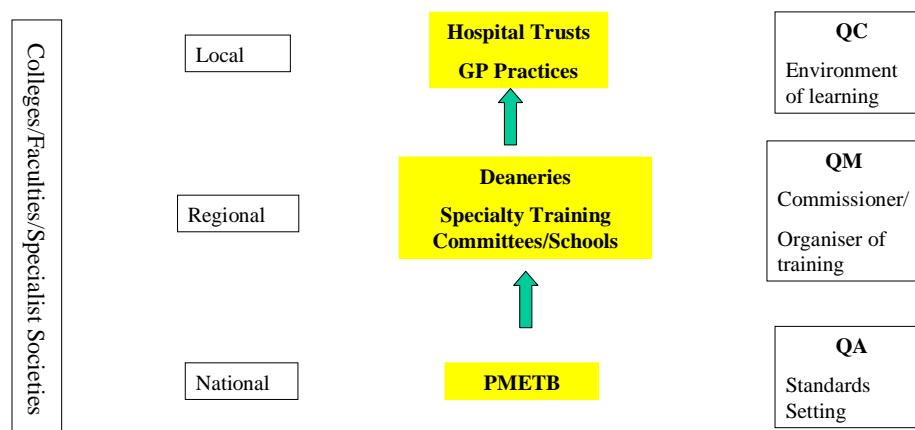 Colleges/Faculties/Specialist Societies
Local
Hospital Trusts
GP Practices
QC
Environment
of learning
Regional
Deaneries
Specialty Training
Committees/Schools
QM
Commissioner/
Organiser of
training
National
PMETB
QA
Standards
Setting